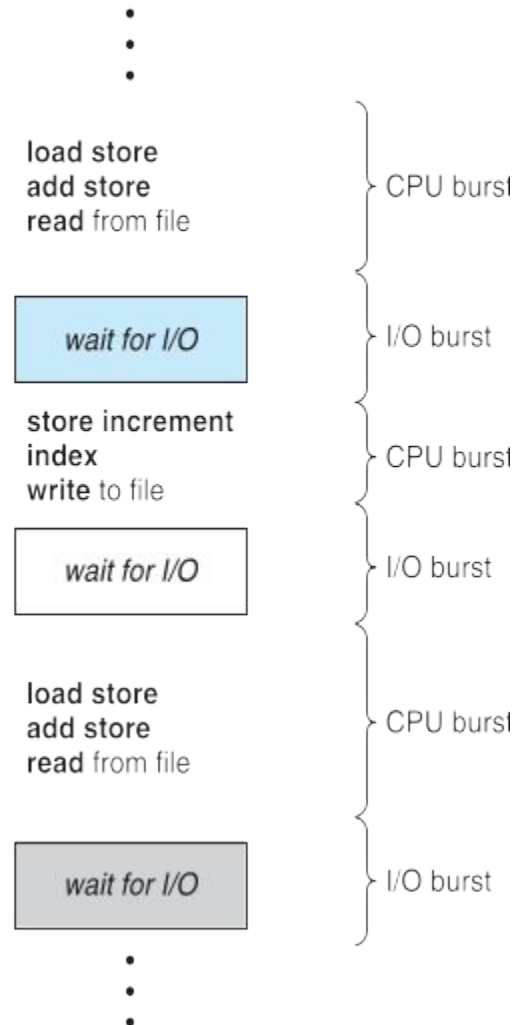 load store
add store
read from file
CPU burst
wait for I/O
I/O burst
store increment
index
write to file
CPU burst
wait for I/O
I/O burst
load store
add store
read from file
CPU burst
wait for I/O
I/O burst